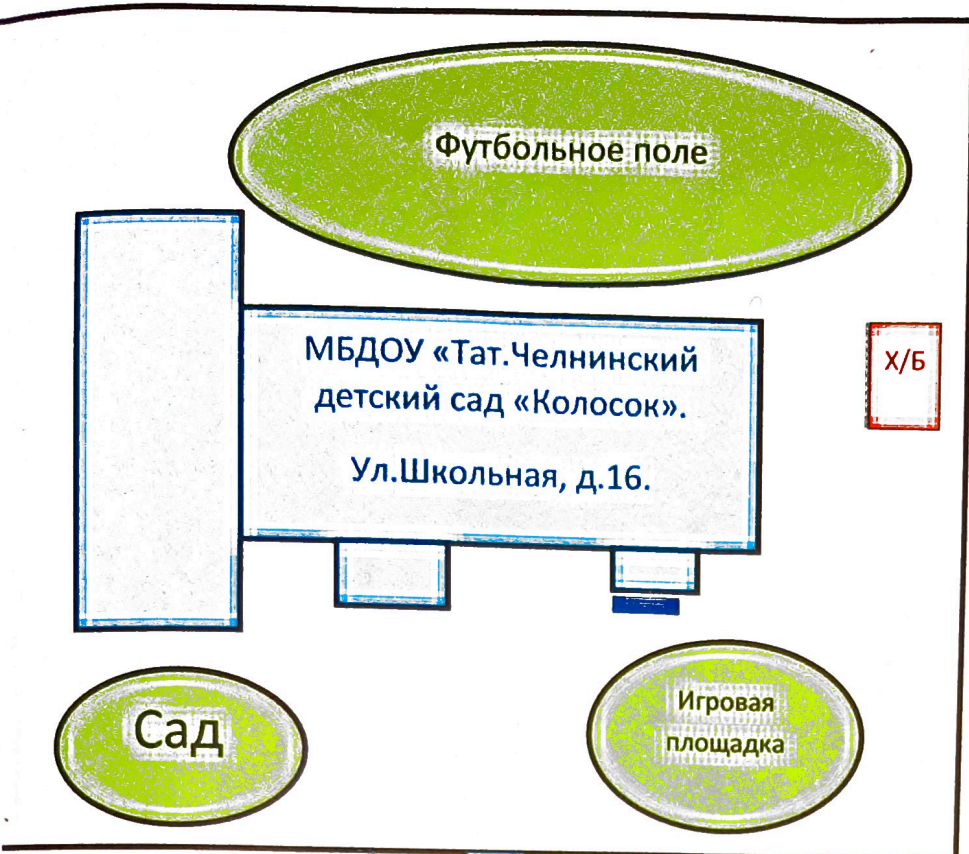 Футбольное поле
МБДОУ «Тат.Челнинский
детский сад «Колосок».
Ул.Школьная, д.16.
Х/Б
Сад
Игровая
площадка